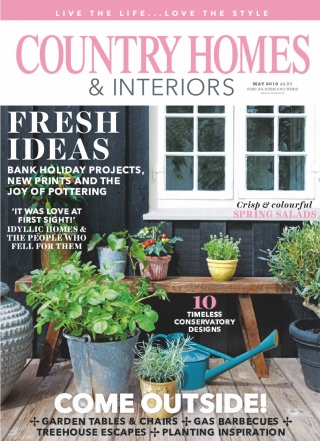 LIVE THE LIFE...LOVE THE STYLE
COUNTRY HOMES
& INTERIORS
MAY 2019 £4.50
FRESH
IDEAS
BANK HOLIDAY PROJECTS,
NEW PRINTS AND THE
JOY OF POTTERING
'IT WAS LOVE AT
FIRST SIGHT!'
IDYLLIC HOMES &
THE PEOPLE WHO
FELL FOR THEM
Crisp & colourful
SPRING SALADS
10
TIMELESS
CONSERVATORY
DESIGNS
COME OUTSIDE!
✣ GARDEN TABLES & CHAIRS ✣ GAS BARBECUES ✣
TREEHOUSE ESCAPES ✣ PLANTING INSPIRATION